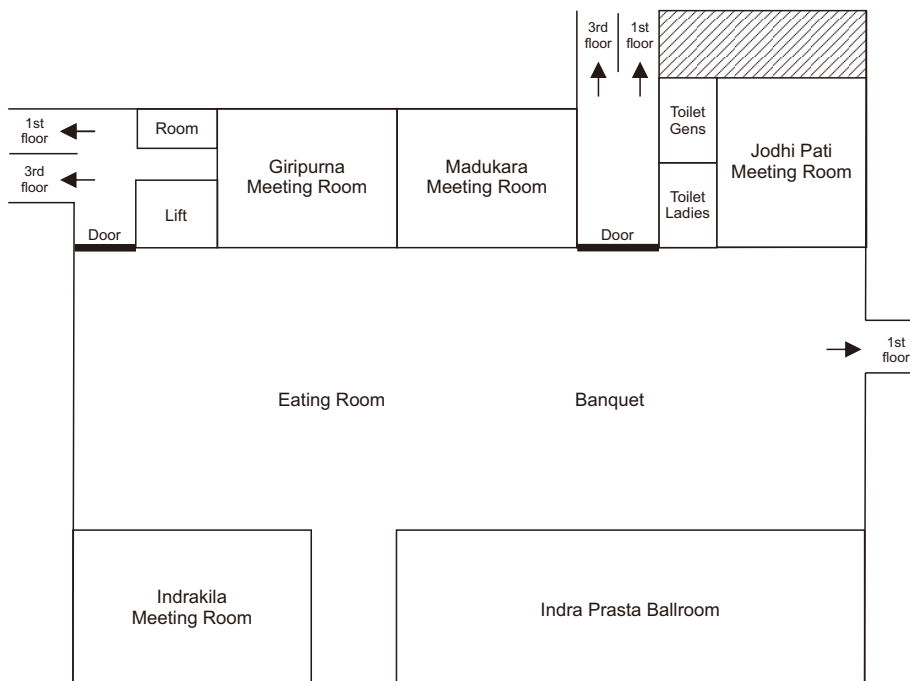 3rd
floor
1st
floor
1st
floor
Room
Toilet
Gens
Giripurna
Meeting Room
Madukara
Meeting Room
Jodhi Pati
Meeting Room
3rd
floor
Lift
Toilet
Ladies
Door
Door
1st
floor
Eating Room
Banquet
Indrakila
Meeting Room
Indra Prasta Ballroom